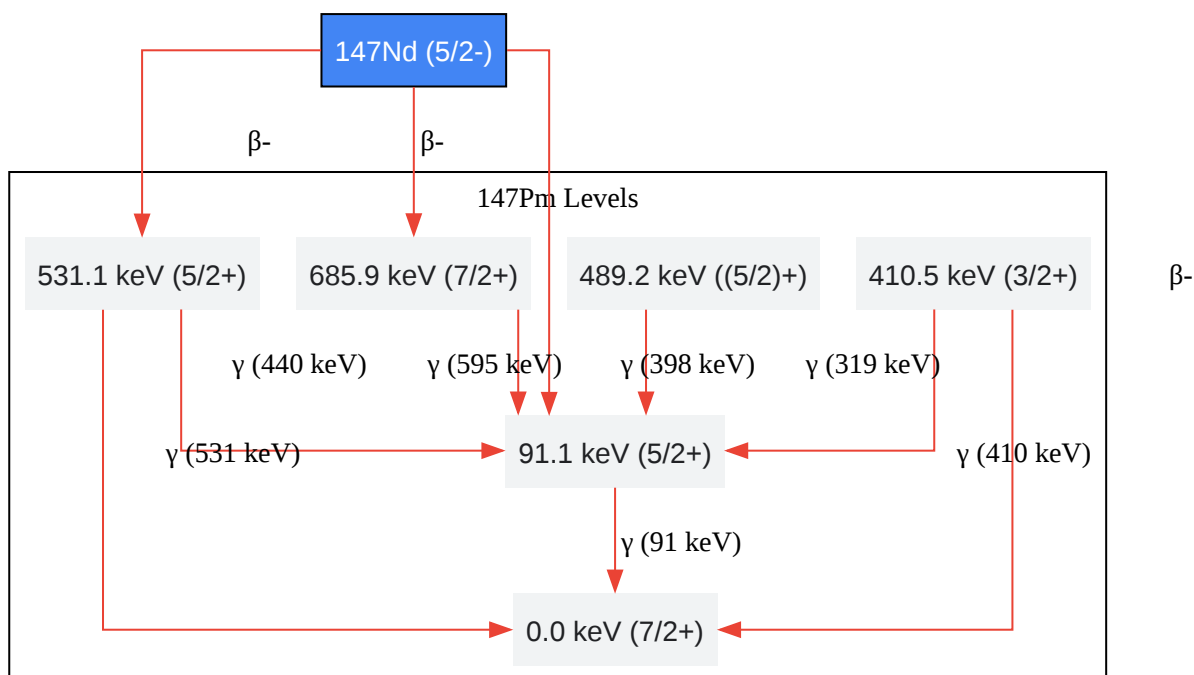 147Nd (5/2-)
β-
β-
147Pm Levels
531.1 keV (5/2+)
685.9 keV (7/2+)
489.2 keV ((5/2)+)
410.5 keV (3/2+)
β-
γ (440 keV)
γ (595 keV)
γ (398 keV)
γ (319 keV)
γ (531 keV)
91.1 keV (5/2+)
γ (410 keV)
γ (91 keV)
0.0 keV (7/2+)